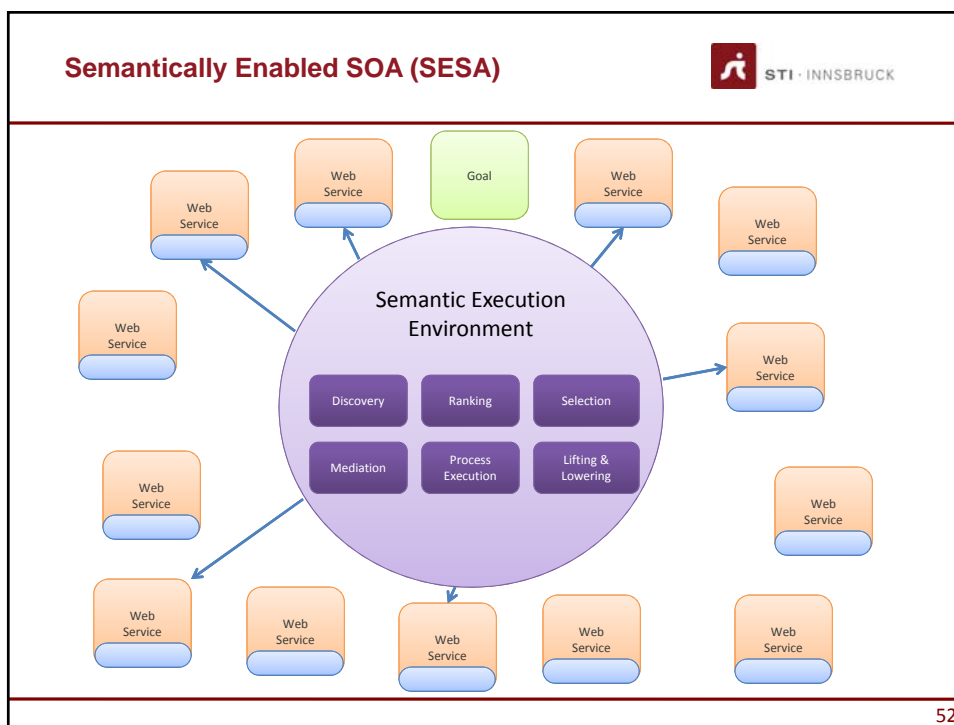 Semantically Enabled SOA (SESA)
STI · INNSBRUCK
Web
Service
Web
Service
Goal
Web
Service
Web
Service
Web
Service
Semantic Execution
Environment
Web
Service
Discovery
Ranking
Selection
Mediation
Process
Execution
Lifting &
Lowering
Web
Service
Web
Service
Web
Service
Web
Service
Web
Service
Web
Service
Web
Service
52